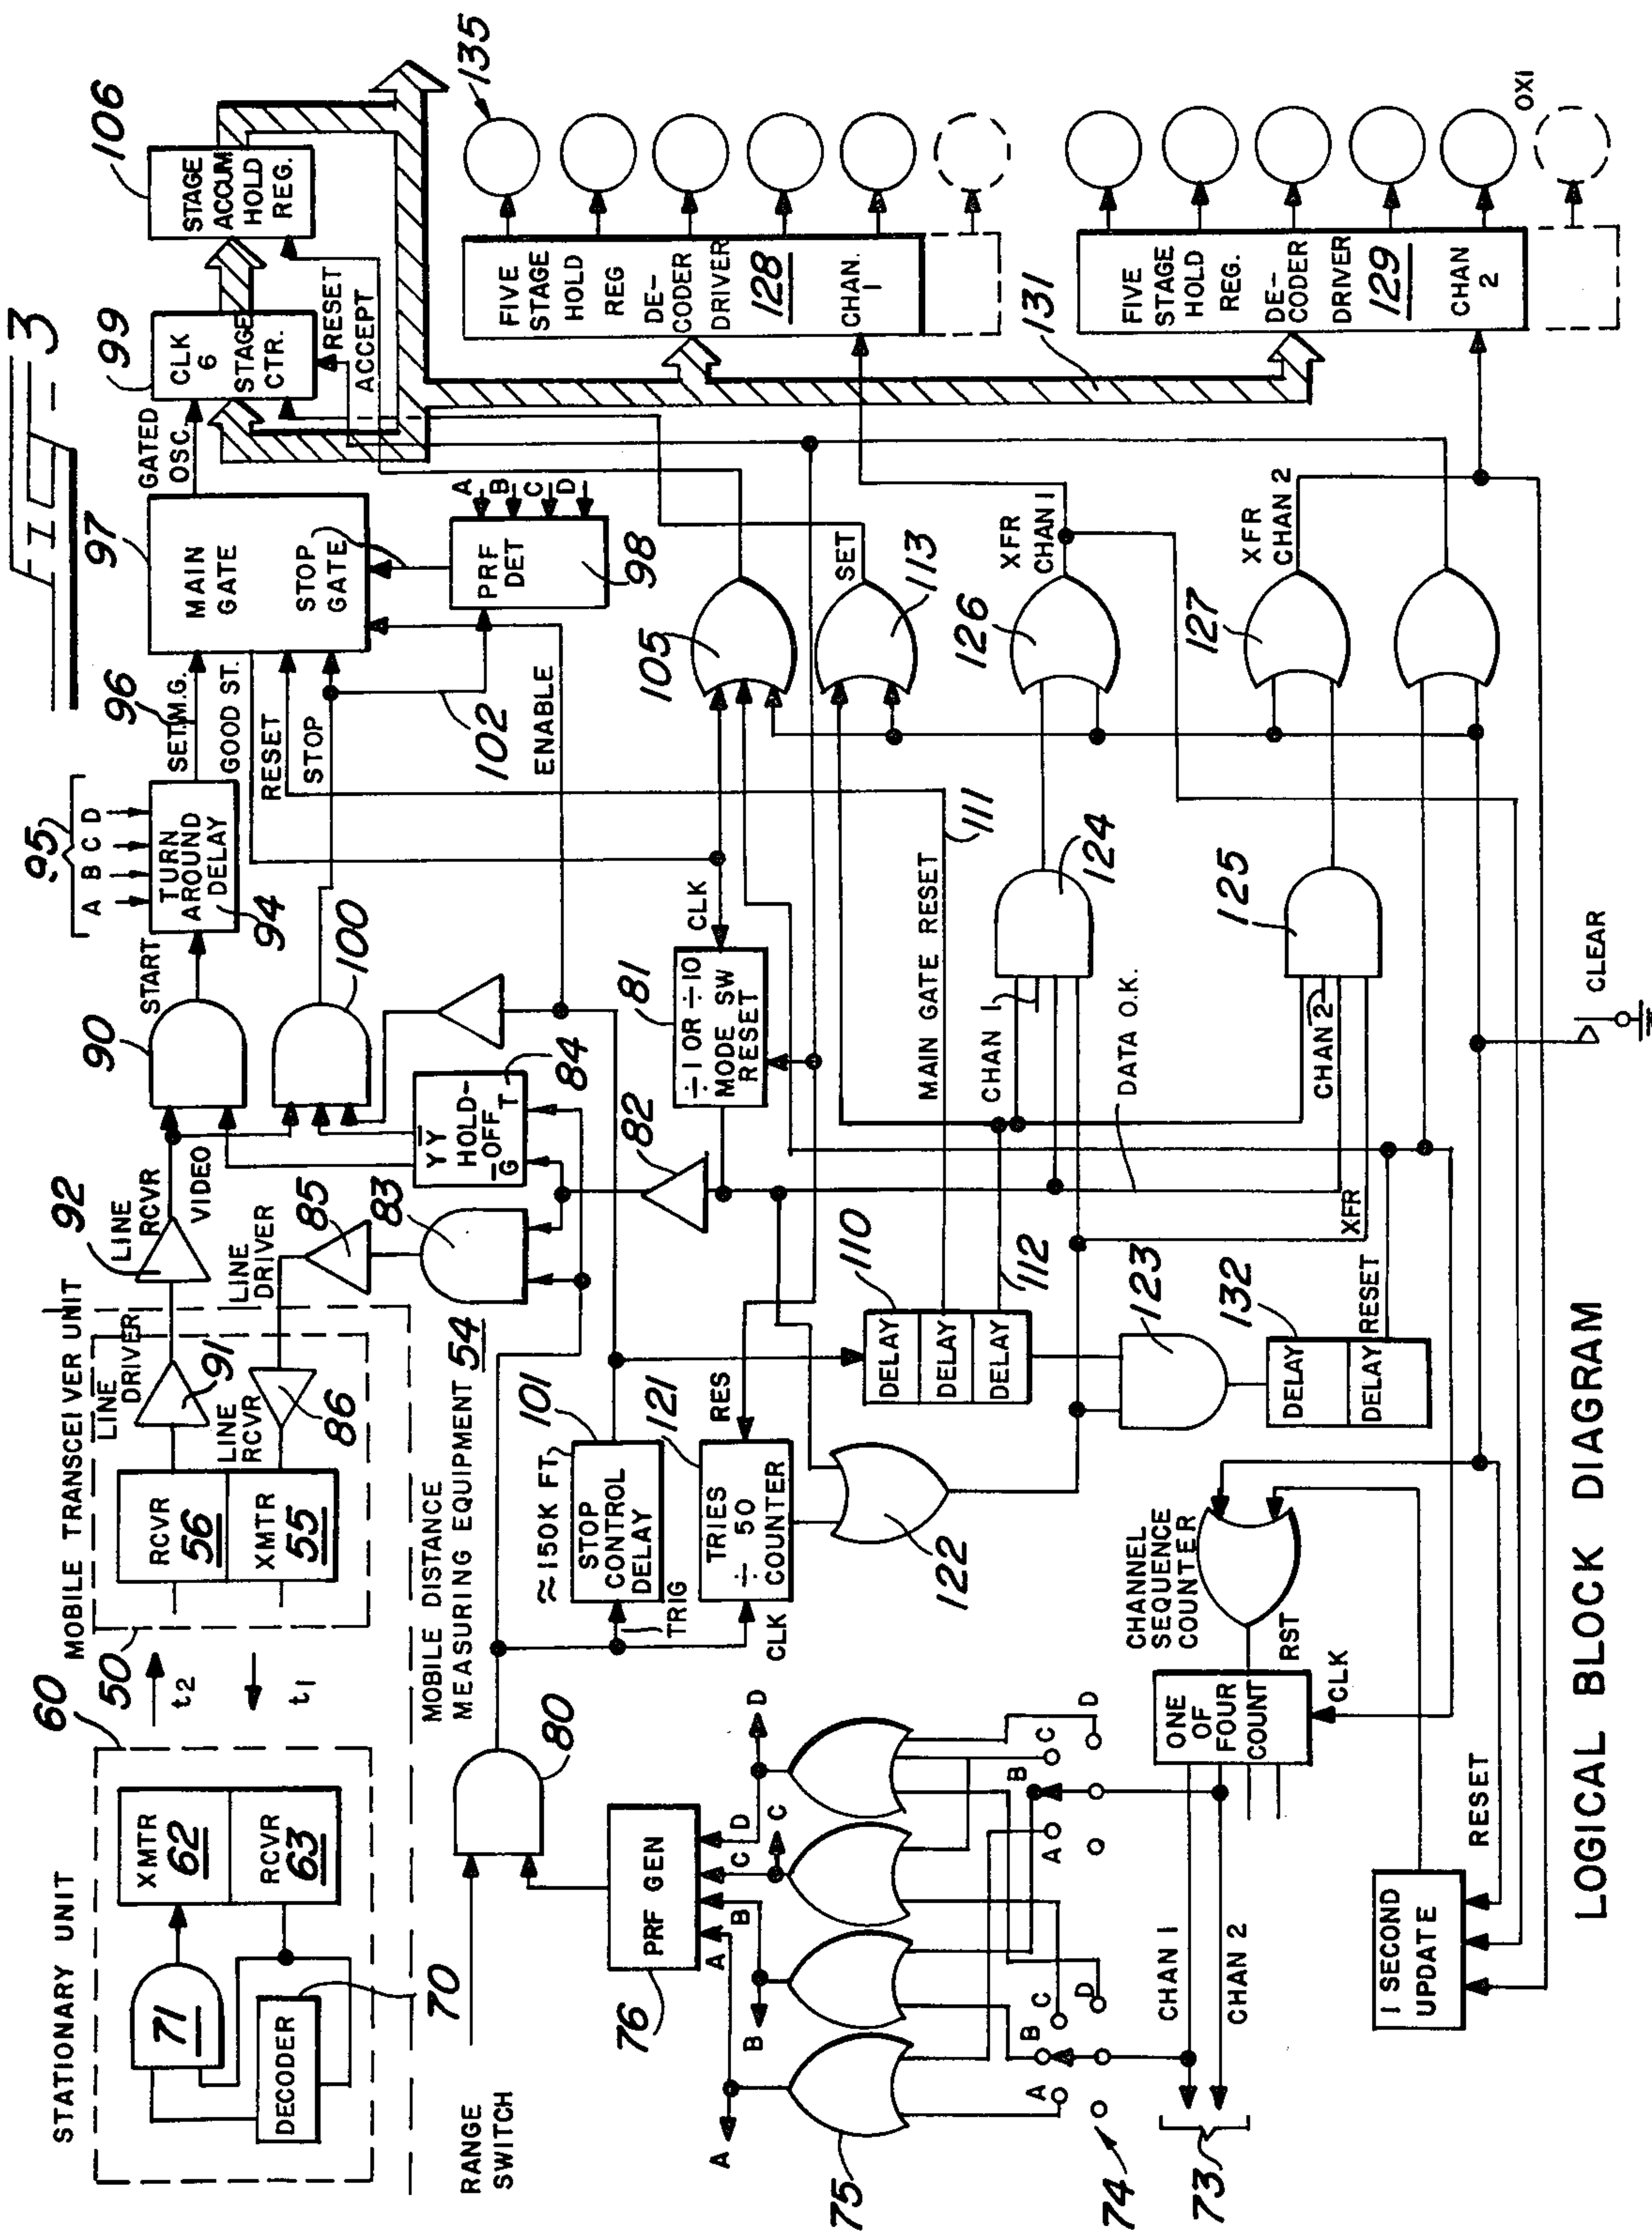 FIG-3
STATIONARY UNIT
60
XMTR
62
RCVR
63
71
DECODER
70
50
t2
t1
MOBILE TRANSCEIVER UNIT
RCVR
56
XMTR
55
LINE
DRIVER
91
LINE
RCVR
86
92
LINE
RCVR
VIDEO
LINE
DRIVER
85
83
MOBILE DISTANCE
MEASURING EQUIPMENT 54
90
START
100
Y Y
HOLD-
OFF
G T
84
82
95
A B C D
TURN
AROUND
DELAY
94
96
SET.M.G.
GOOD ST.
RESET
STOP
102
ENABLE
97
MAIN
GATE
STOP
GATE
GATED
OSC.
PRF
DET
98
A
B
C
D
99
CLK
6
STAGE
CTR.
RESET
ACCEPT
106
STAGE
ACCUM
HOLD
REG.
135
FIVE
STAGE
HOLD
REG
DE-
CODER
DRIVER
128
CHAN.
1
131
FIVE
STAGE
HOLD
REG.
DE-
CODER
DRIVER
129
CHAN
2
OXI
RANGE
SWITCH
80
PRF GEN
76
A
B
C
D
A
B
C
D
75
A
B
C
D
A
B
C
D
74
73
CHAN 1
CHAN 2
≈150K FT.
101
STOP
CONTROL
DELAY
TRIG
121
TRIES
÷ 50
COUNTER
CLK
RES
122
81
÷1 OR ÷10
MODE SW
RESET
CLK
105
SET
113
110
DELAY
DELAY
DELAY
112
MAIN GATE RESET
111
123
132
DELAY
DELAY
RESET
CHAN 1
124
126
XFR
CHAN 1
DATA O.K.
XFR
CHAN 2
125
127
XFR
CHAN 2
CHANNEL
SEQUENCE
COUNTER
ONE
OF
FOUR
COUNT
RST
CLK
1 SECOND
UPDATE
RESET
CLEAR
LOGICAL BLOCK DIAGRAM